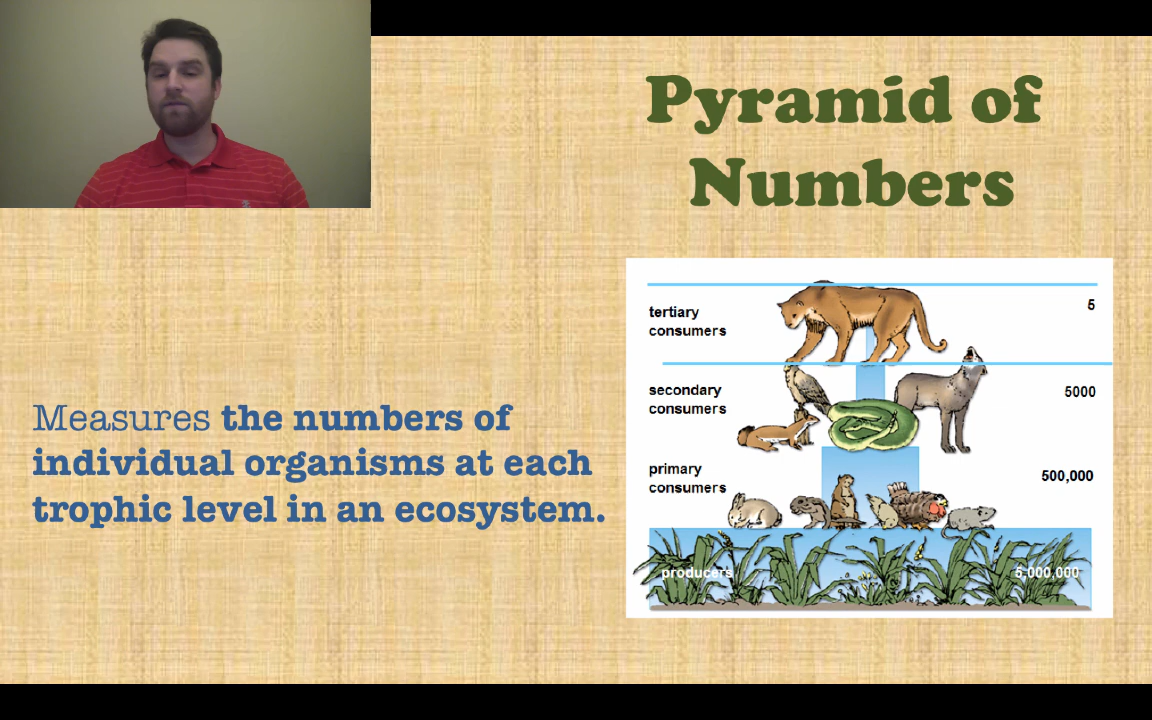 Pyramid of
Numbers
Measures the numbers of
individual organisms at each
trophic level in an ecosystem.
tertiary
consumers
5
secondary
consumers
5000
primary
consumers
500,000
producers
5,000,000